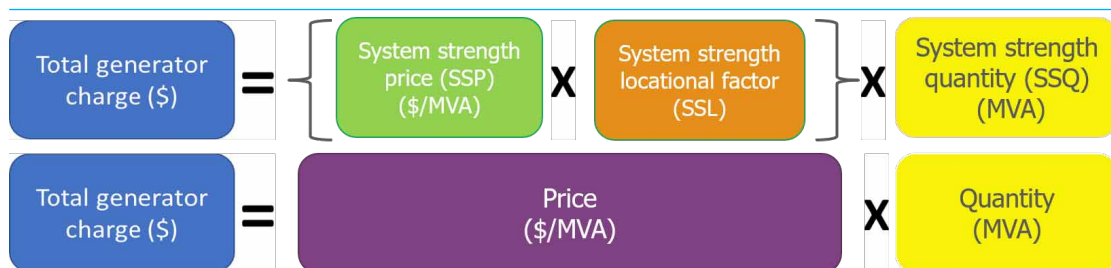 Total generator charge ($) = { System strength price (SSP) ($/MVA) X System strength locational factor (SSL) } X System strength quantity (SSQ) (MVA)
Total generator charge ($) = Price ($/MVA) X Quantity (MVA)